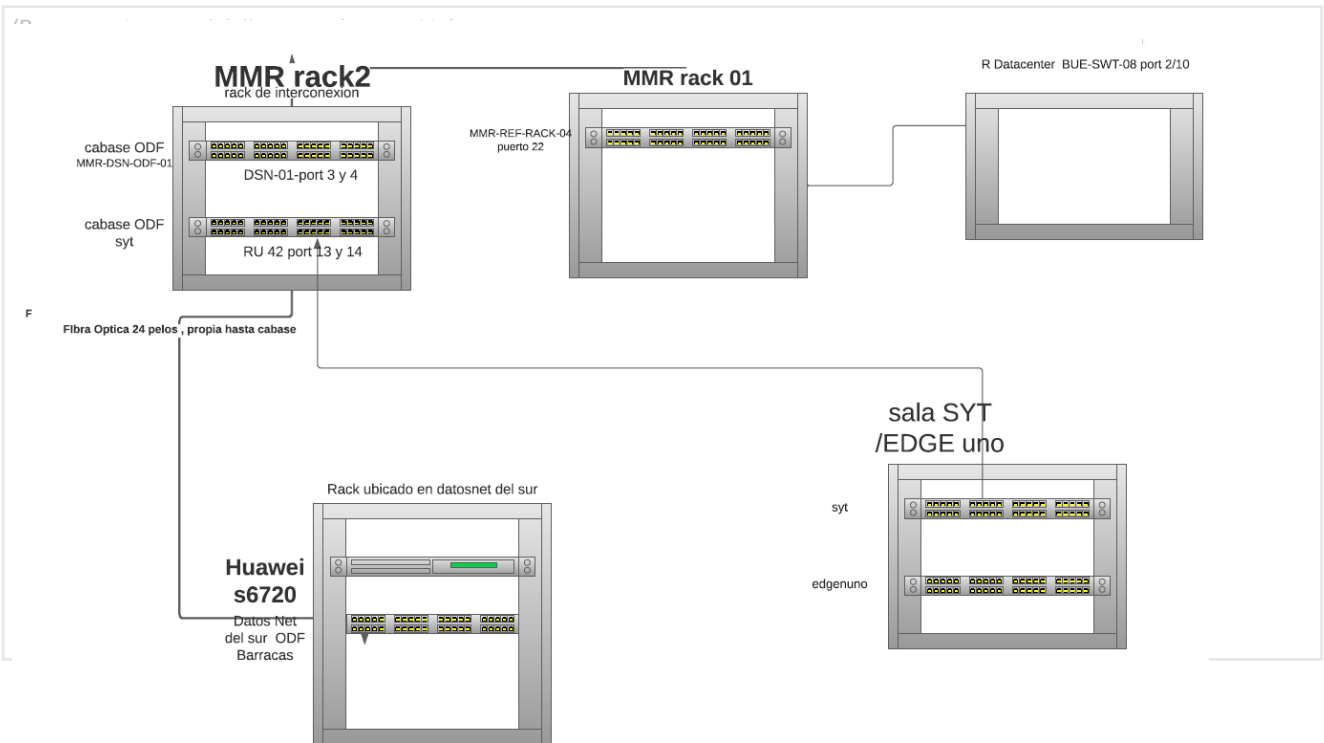 MMR rack2
rack de interconexion
MMR rack 01
R Datacenter BUE-SWT-08 port 2/10
cabase ODF
MMR-DSN-ODF-01
DSN-01-port 3 y 4
MMR-REF-RACK-04
puerto 22
cabase ODF
syt
RU 42 port 13 y 14
F
FIbra Optica 24 pelos , propia hasta cabase
sala SYT
/EDGE uno
Rack ubicado en datosnet del sur
syt
Huawei
s6720
edgenuno
Datos Net
del sur ODF
Barracas